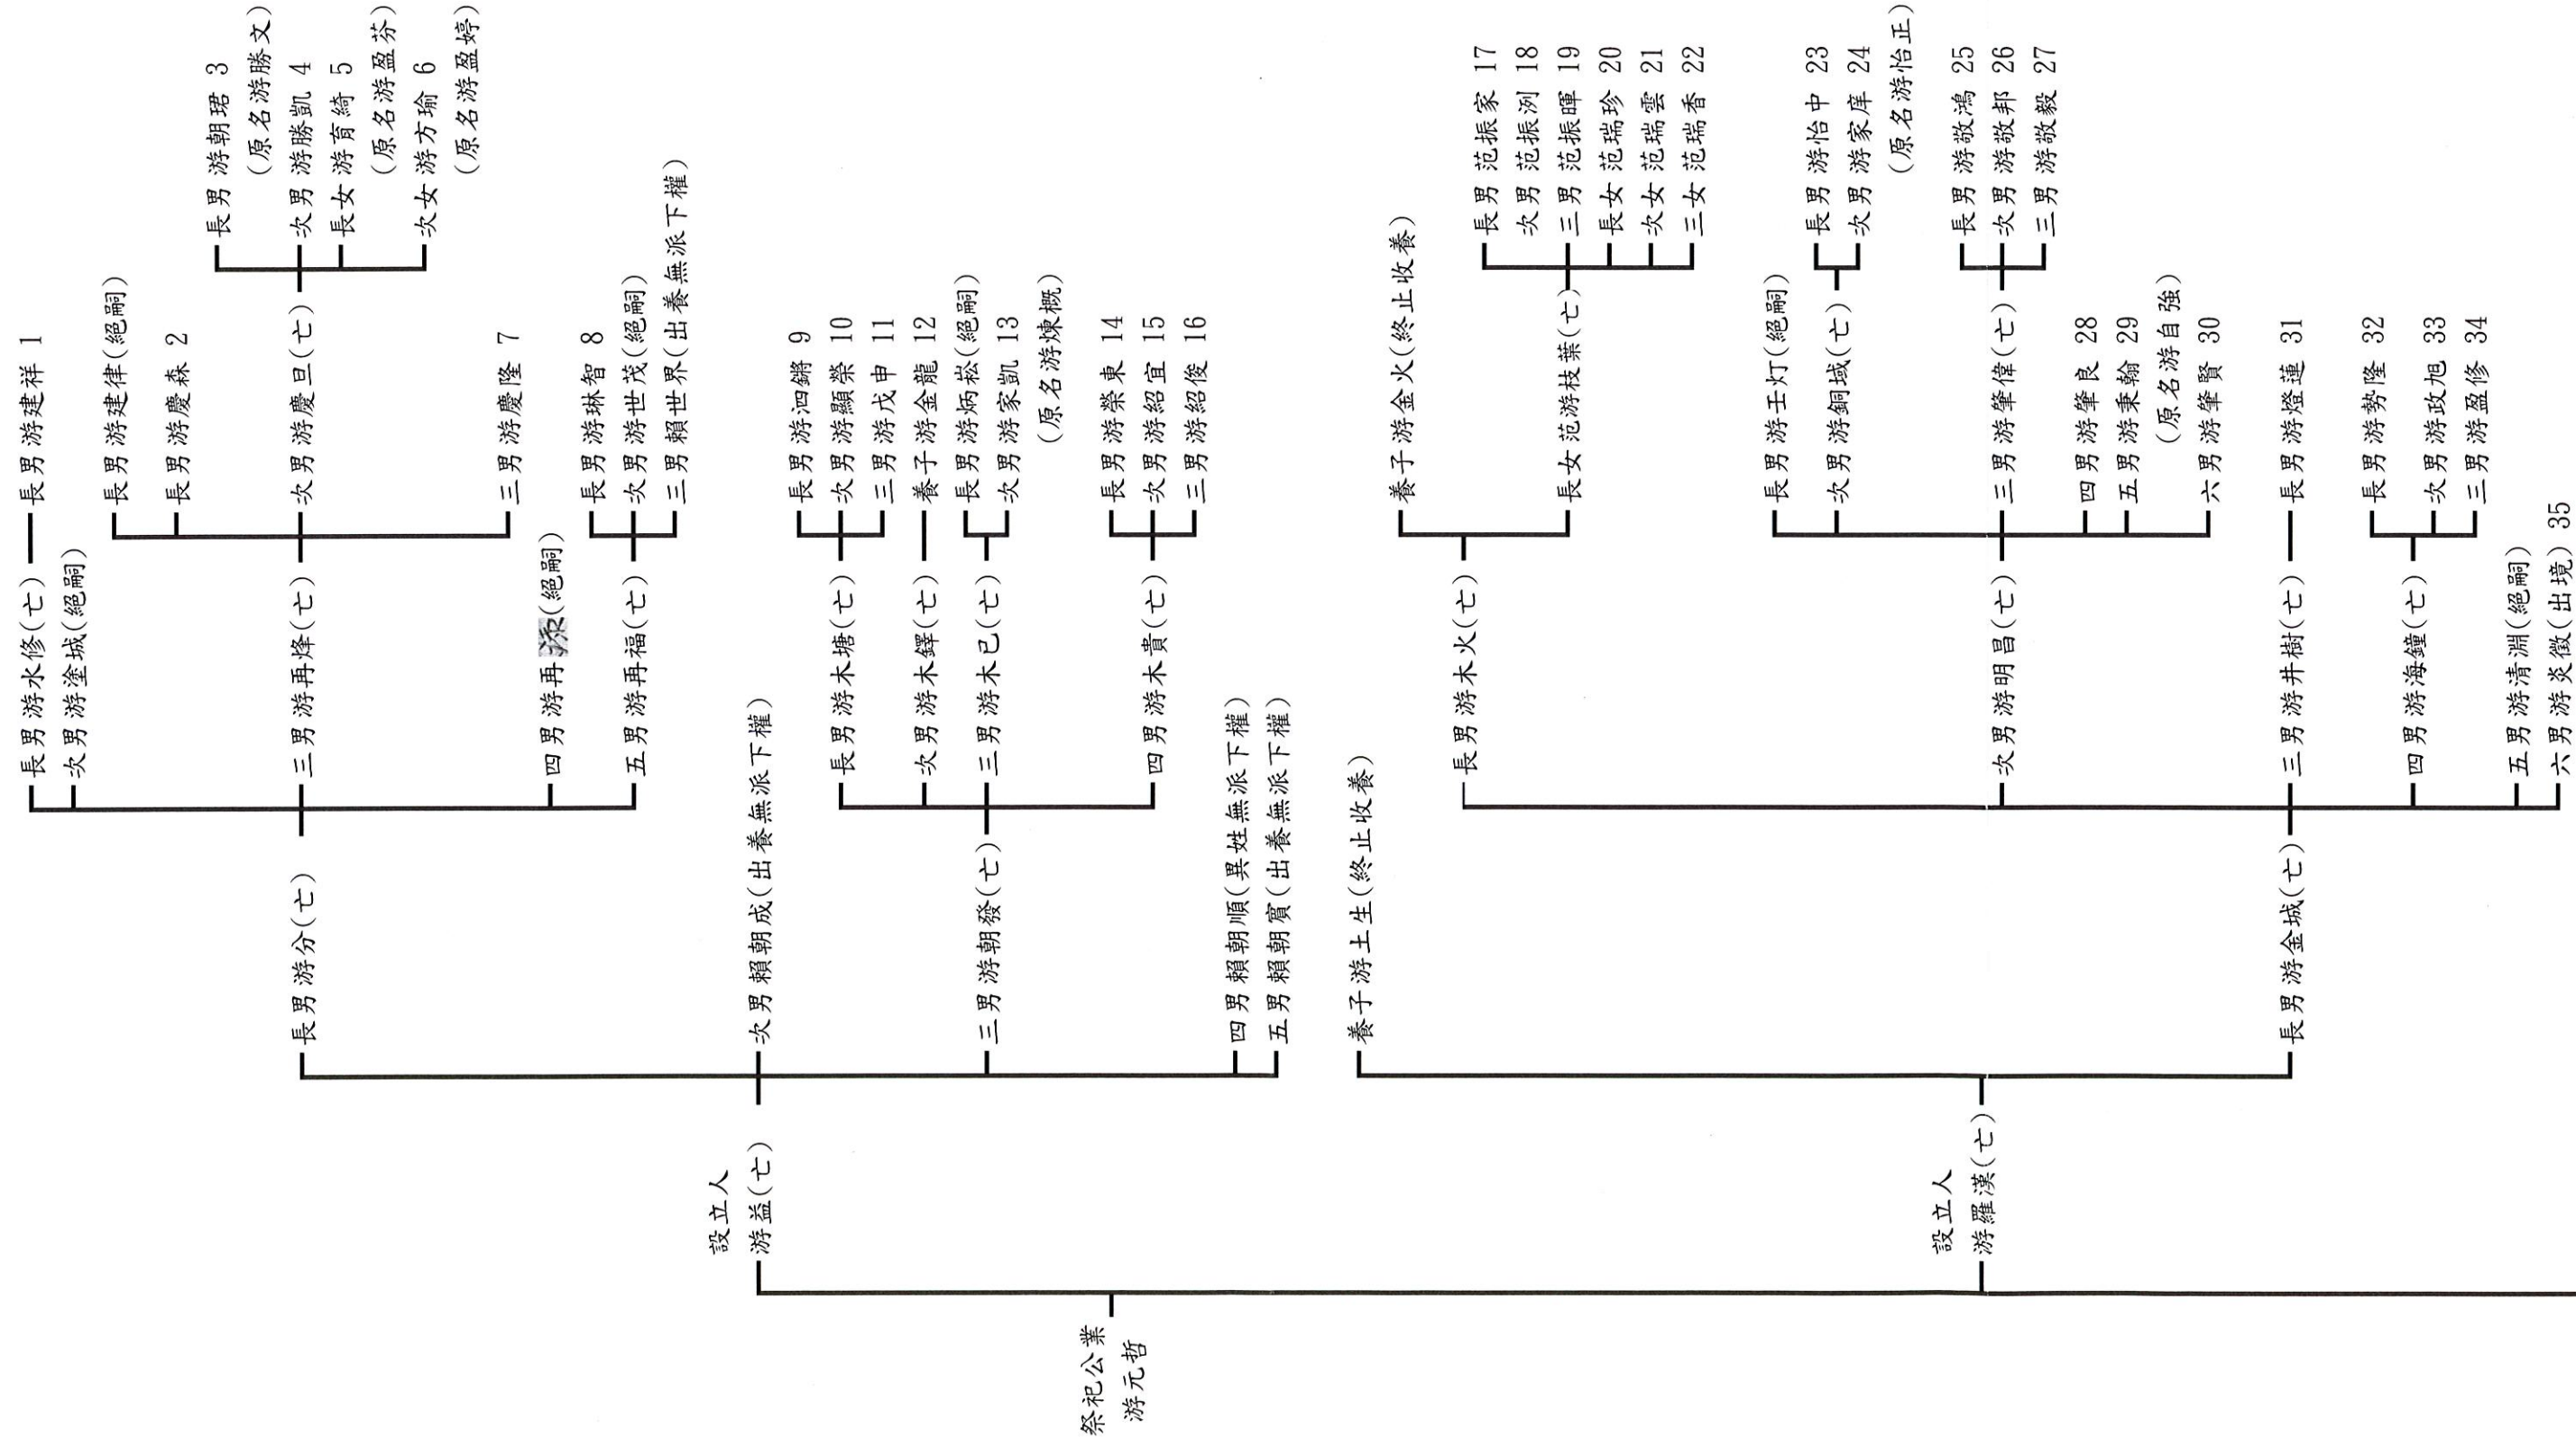 長男 游水修(亡) 長男 游建祥 1
次男 游塗城(絕嗣)
長男 游建律(絕嗣)
長男 游慶森 2
長男 游朝珺 3
(原名游勝文)
長男 游分(亡) 三男 游再烽(亡) 次男 游慶旦(亡) 次男 游勝凱 4
長女 游育綺 5
(原名游盈芬)
次女 游方瑜 6
(原名游盈婷)
三男 游慶隆 7
四男 游再添(絕嗣)
長男 游琳智 8
五男 游再福(亡) 次男 游世茂(絕嗣)
三男 賴世界(出養無派下權)
設立人
游益(亡) 次男 賴朝成(出養無派下權)
長男 游泗鏘 9
長男 游木塘(亡) 次男 游顯榮 10
三男 游戊申 11
次男 游木鐸(亡) 養子 游金龍 12
長男 游炳崧(絕嗣)
三男 游朝發(亡) 三男 游木已(亡) 次男 游家凱 13
(原名游煉概)
祭祀公業
長男 游榮東 14
游元哲
四男 游木貴(亡) 次男 游紹宜 15
三男 游紹俊 16
四男 賴朝順(異姓無派下權)
五男 賴朝賓(出養無派下權)
養子 游土生(終止收養)
養子 游金火(終止收養)
長男 游木火(亡)
長男 范振家 17
次男 范振洌 18
長女 范游枝葉(亡) 三男 范振暉 19
長女 范瑞珍 20
次女 范瑞雲 21
三女 范瑞香 22
長男 游壬灯(絕嗣)
長男 游怡中 23
次男 游銅域(亡)
次男 游家庠 24
(原名游怡正)
設立人
長男 游敬鴻 25
游羅漢(亡)
次男 游明昌(亡) 三男 游肇偉(亡) 次男 游敬邦 26
三男 游敬毅 27
四男 游肇良 28
五男 游秉翰 29
(原名游自強)
六男 游肇賢 30
長男 游金城(亡) 三男 游井樹(亡) 長男 游燈蓮 31
長男 游勢隆 32
四男 游海鐘(亡)
次男 游政旭 33
三男 游盈修 34
五男 游清淵(絕嗣)
六男 游炎徵(出境) 35